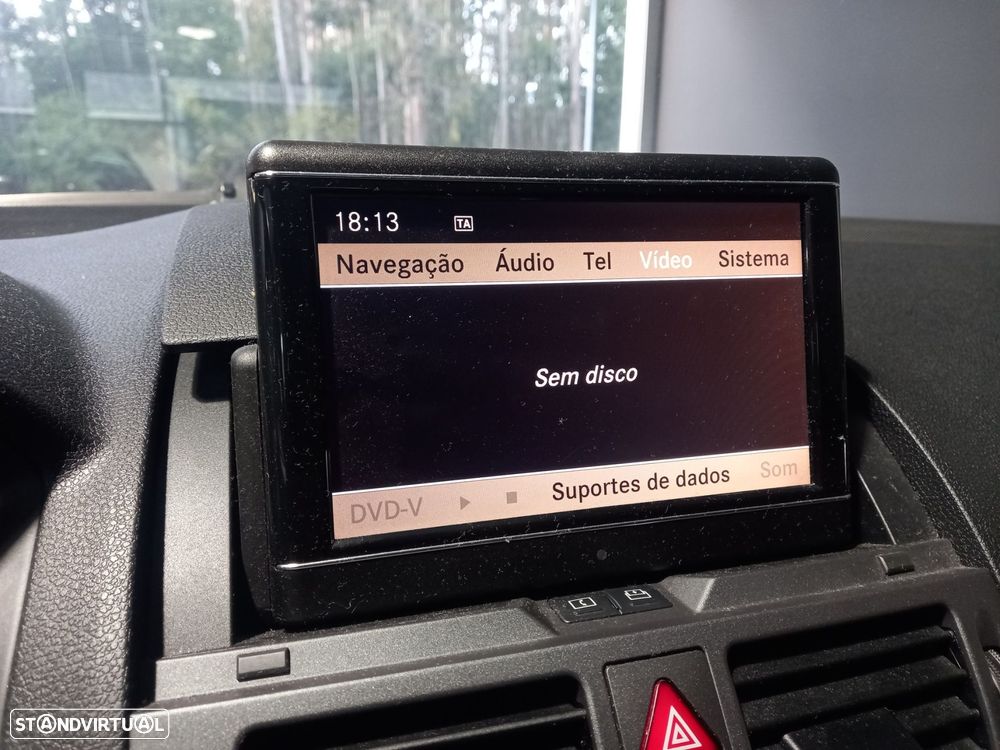 18:13 TA
Navegação Áudio Tel Vídeo Sistema
Sem disco
DVD-V Suportes de dados Som
STANDVIRTUAL